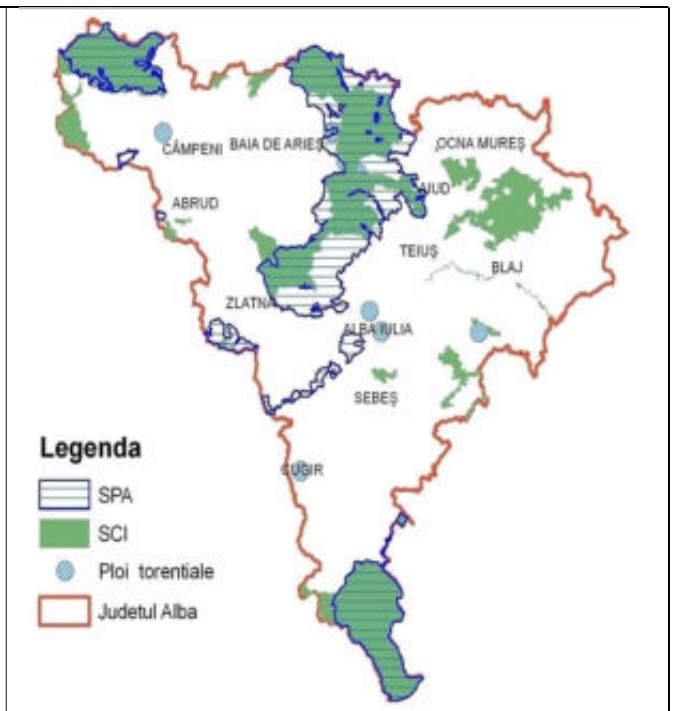 CÂMPENI
BAIA DE ARIEȘ
OCNA MUREȘ
AIUD
ABRUD
TEIUȘ
BLAJ
ZLATNA
ALBA IULIA
SEBEȘ
CUGIR
Legenda
SPA
SCI
Ploi torentiale
Judetul Alba